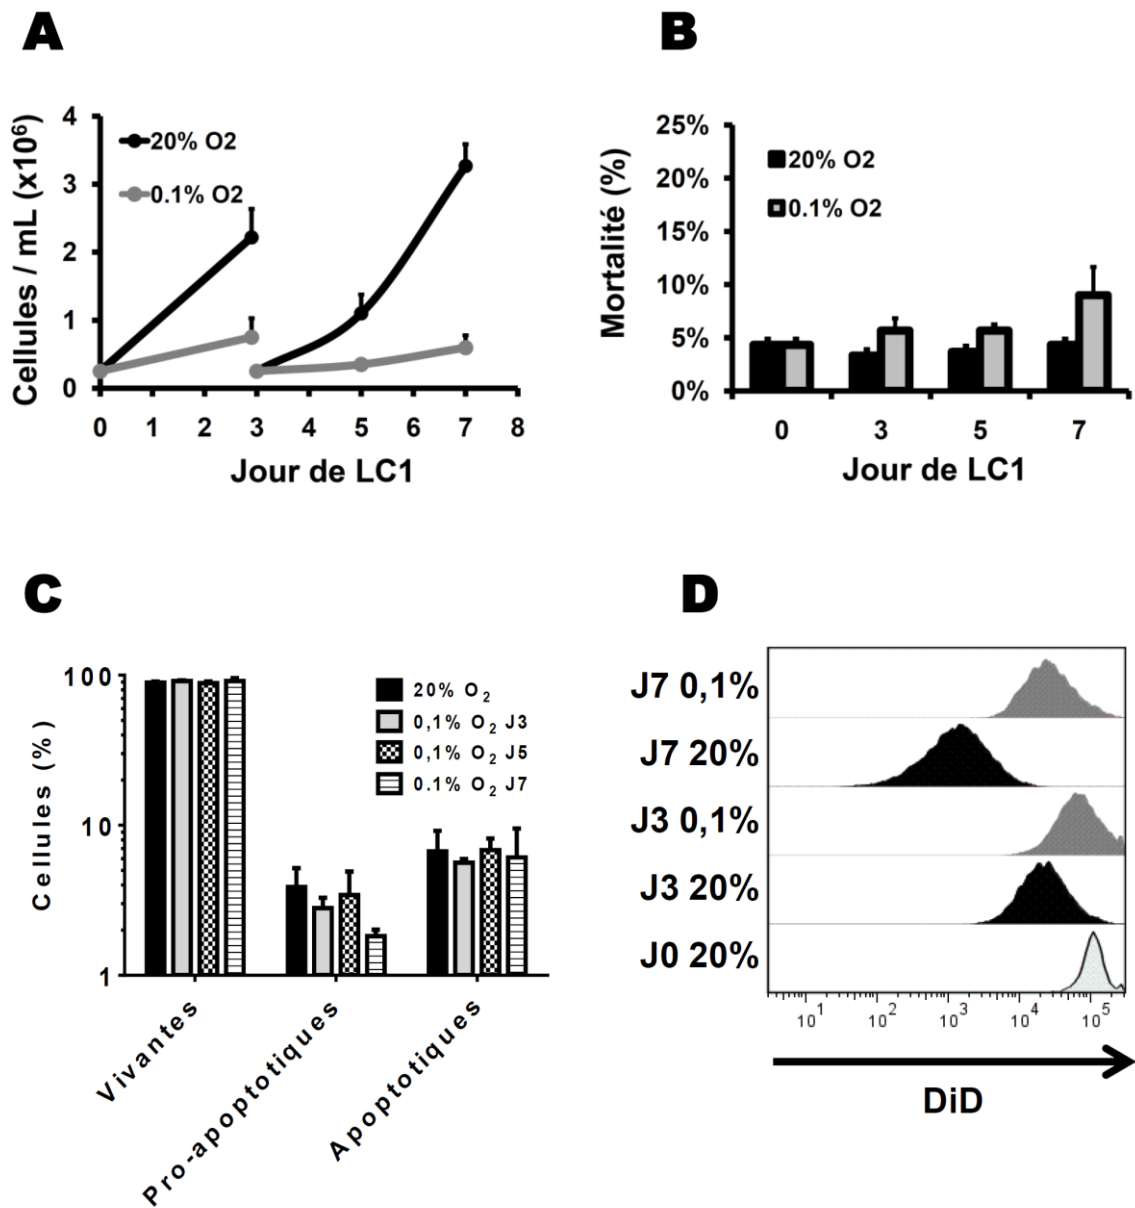 A
Cellules / mL (x10⁶)
4
3
2
1
0
20% O2
0.1% O2
0 1 2 3 4 5 6 7 8
Jour de LC1
B
Mortalité (%)
25%
20%
15%
10%
5%
0%
20% O2
0.1% O2
0 3 5 7
Jour de LC1
C
Cellules (%)
100
10
1
20% O₂
0,1% O₂ J3
0,1% O₂ J5
0.1% O₂ J7
Vivantes
Pro-apoptotiques
Apoptotiques
D
J7 0,1%
J7 20%
J3 0,1%
J3 20%
J0 20%
10¹ 10² 10³ 10⁴ 10⁵
DiD